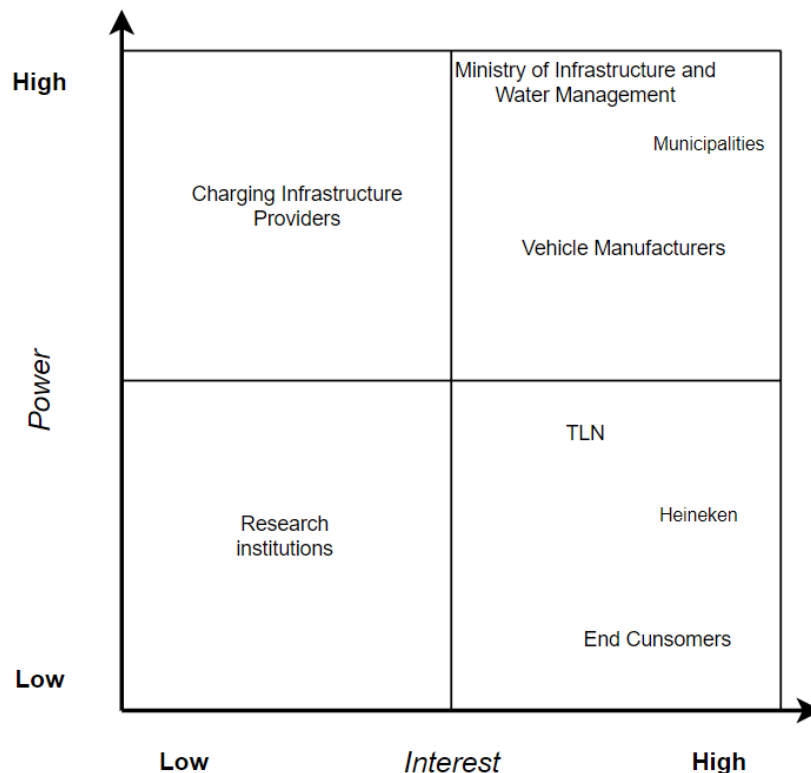 High
Ministry of Infrastructure and
Water Management
Municipalities
Charging Infrastructure
Providers
Vehicle Manufacturers
Power
TLN
Heineken
Research
institutions
End Cunsomers
Low
Low
Interest
High